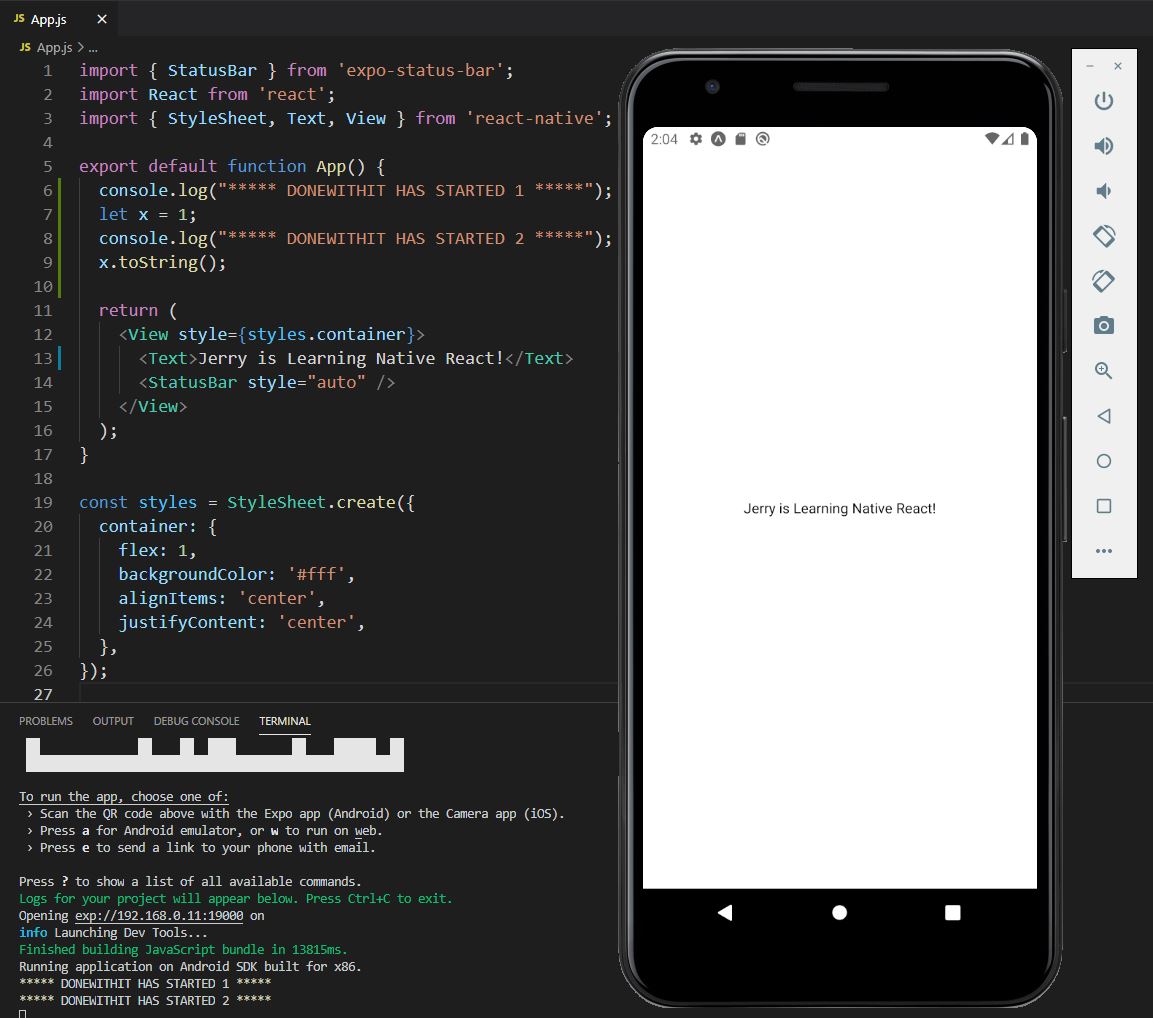 JS App.js ×
JS App.js > ...
1 import { StatusBar } from 'expo-status-bar';
2 import React from 'react';
3 import { StyleSheet, Text, View } from 'react-native';
4
5 export default function App() {
6 console.log("***** DONEWITHIT HAS STARTED 1 *****");
7 let x = 1;
8 console.log("***** DONEWITHIT HAS STARTED 2 *****");
9 x.toString();
10
11 return (
12 <View style={styles.container}>
13 <Text>Jerry is Learning Native React!</Text>
14 <StatusBar style="auto" />
15 </View>
16 );
17 }
18
19 const styles = StyleSheet.create({
20 container: {
21 flex: 1,
22 backgroundColor: '#fff',
23 alignItems: 'center',
24 justifyContent: 'center',
25 },
26 });
27
PROBLEMS OUTPUT DEBUG CONSOLE TERMINAL
To run the app, choose one of:
› Scan the QR code above with the Expo app (Android) or the Camera app (iOS).
› Press a for Android emulator, or w to run on web.
› Press e to send a link to your phone with email.
Press ? to show a list of all available commands.
Logs for your project will appear below. Press Ctrl+C to exit.
Opening exp://192.168.0.11:19000 on
info Launching Dev Tools...
Finished building JavaScript bundle in 13815ms.
Running application on Android SDK built for x86.
***** DONEWITHIT HAS STARTED 1 *****
***** DONEWITHIT HAS STARTED 2 *****
2:04
Jerry is Learning Native React!